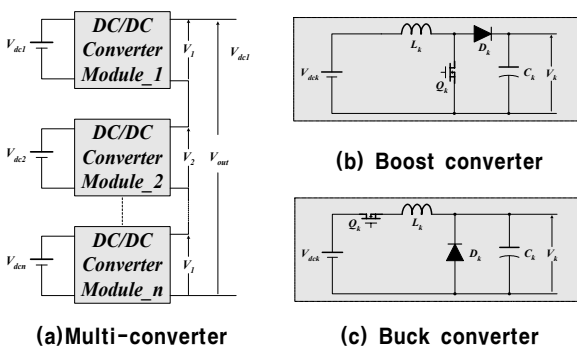 DC/DC
Converter
Module_1
V_dc1
V_1
V_dc1
DC/DC
Converter
Module_2
V_dc2
V_2
V_out
DC/DC
Converter
Module_n
V_dcn
V_1
(a)Multi-converter
L_k
D_k
Q_k
C_k
V_k
V_dck
(b) Boost converter
Q_k
L_k
D_k
C_k
V_k
V_dck
(c) Buck converter